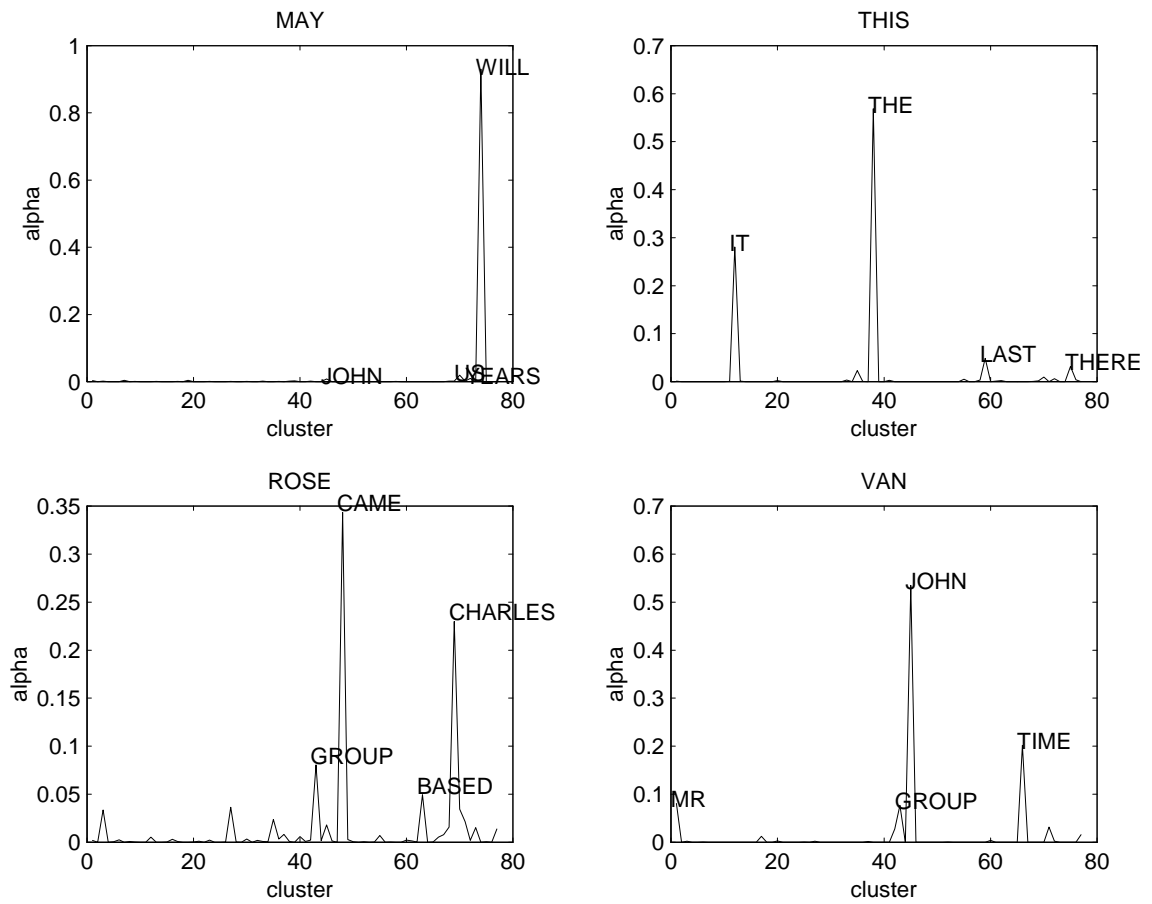 MAY
1
0.8
0.6
0.4
0.2
0
0 20 40 60 80
alpha
cluster
WILL
JOHN
US
YEARS
THIS
0.7
0.6
0.5
0.4
0.3
0.2
0.1
0
0 20 40 60 80
alpha
cluster
IT
THE
LAST
THERE
ROSE
0.35
0.3
0.25
0.2
0.15
0.1
0.05
0
0 20 40 60 80
alpha
cluster
CAME
CHARLES
GROUP
BASED
VAN
0.7
0.6
0.5
0.4
0.3
0.2
0.1
0
0 20 40 60 80
alpha
cluster
JOHN
TIME
MR
GROUP